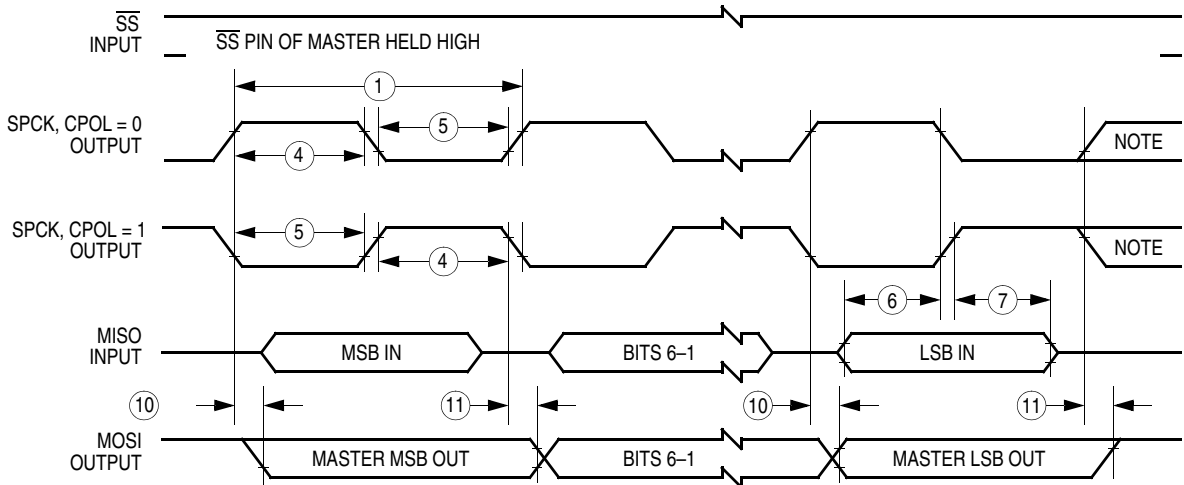 SS
INPUT
SS PIN OF MASTER HELD HIGH
1
SPCK, CPOL = 0
OUTPUT
5
4
NOTE
SPCK, CPOL = 1
OUTPUT
5
4
NOTE
6
7
MISO
INPUT
MSB IN
BITS 6–1
LSB IN
10
11
10
11
MOSI
OUTPUT
MASTER MSB OUT
BITS 6–1
MASTER LSB OUT